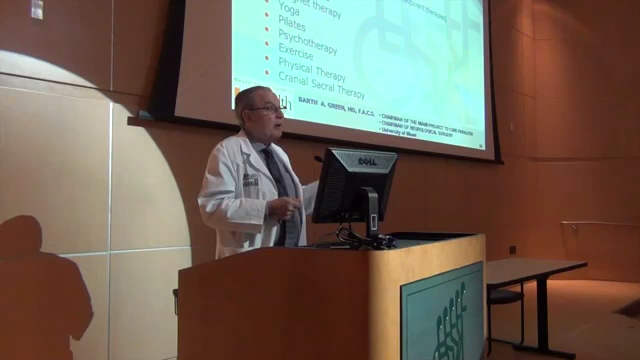 therapy
Yoga
Pilates
Psychotherapy
Exercise
Physical Therapy
Cranial Sacral Therapy
BARTH A. GREEN, MD, F.A.C.S.
• CHAIRMAN OF THE MIAMI PROJECT TO CURE PARALYSIS
• CHAIRMAN OF NEUROLOGICAL SURGERY
• University of Miami
DELL